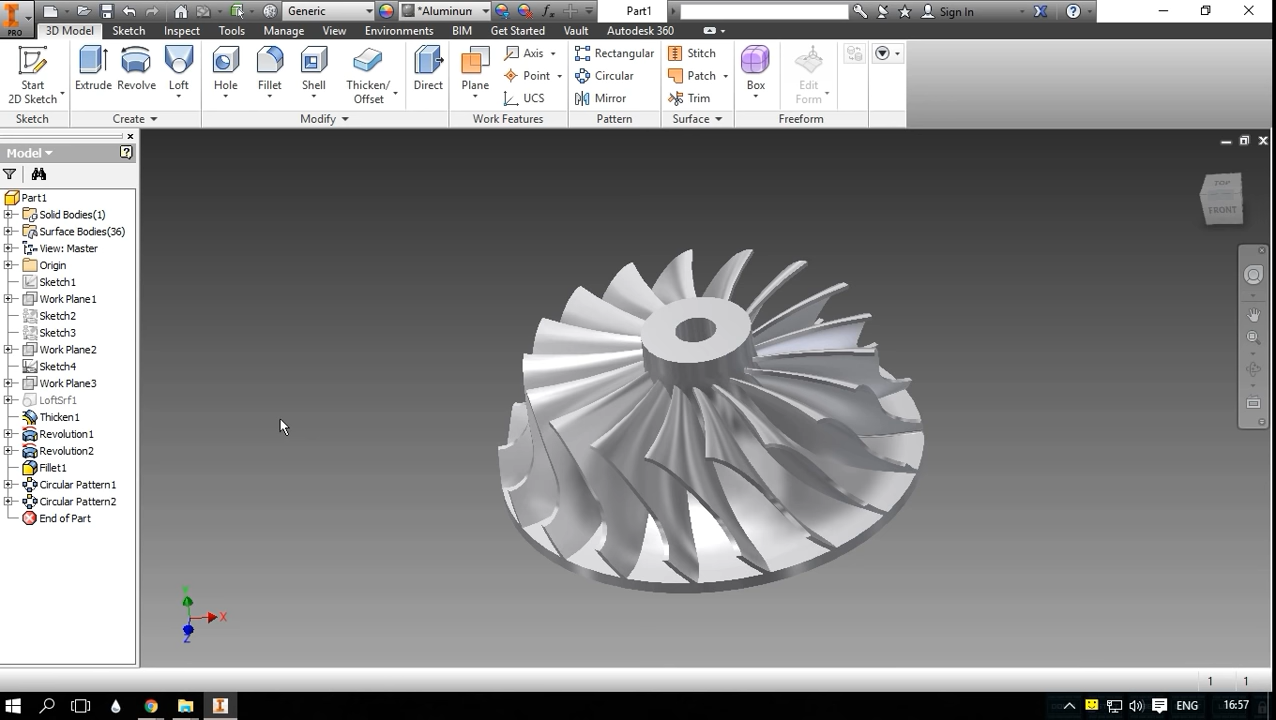 PRO
Generic
*Aluminun
Part1
Sign In
3D Model
Sketch
Inspect
Tools
Manage
View
Environments
BIM
Get Started
Vault
Autodesk 360
Start
2D Sketch
Extrude
Revolve
Loft
Hole
Fillet
Shell
Thicken/
Offset
Direct
Plane
Axis
Point
UCS
Rectangular
Circular
Mirror
Stitch
Patch
Trim
Box
Edit
Form
Sketch
Create
Modify
Work Features
Pattern
Surface
Freeform
Model
Part1
Solid Bodies(1)
Surface Bodies(36)
View: Master
Origin
Sketch1
Work Plane1
Sketch2
Sketch3
Work Plane2
Sketch4
Work Plane3
LoftSrf1
Thicken1
Revolution1
Revolution2
Fillet1
Circular Pattern1
Circular Pattern2
End of Part
TOP
FRONT
X
Z
1 1
ENG
16:57